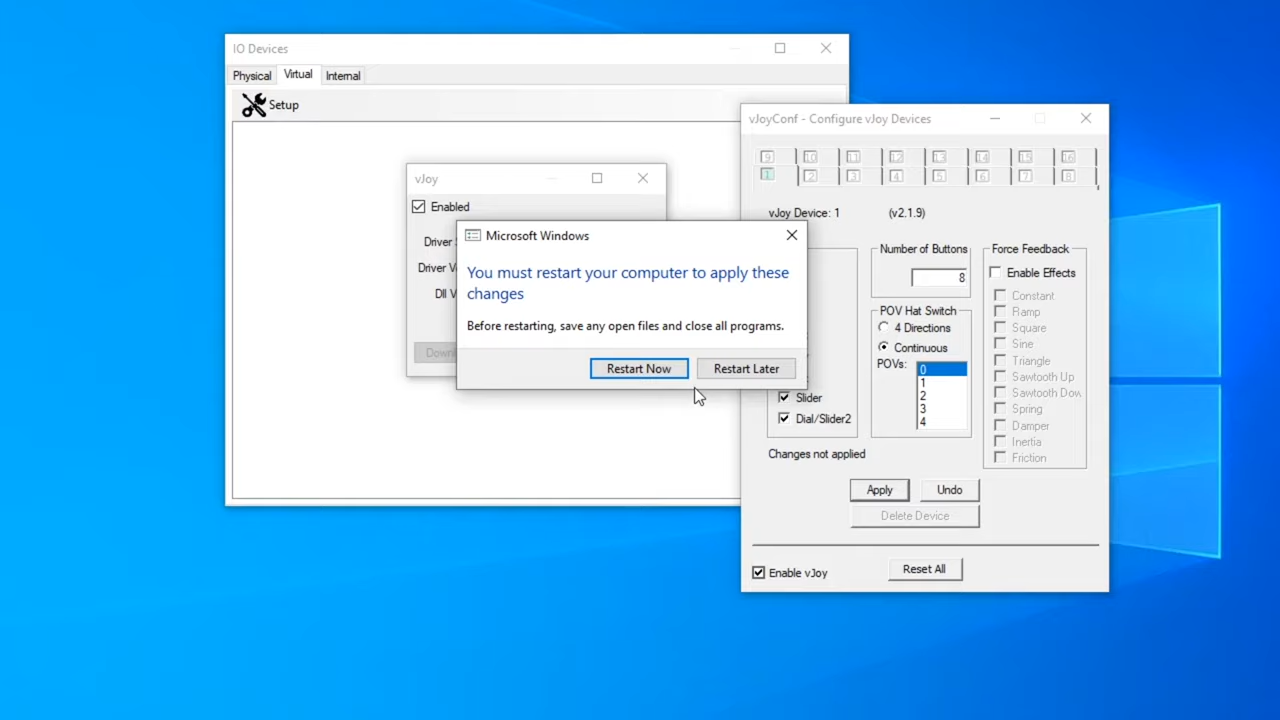 IO Devices
Physical Virtual Internal
Setup
vJoy
Enabled
Driver
Driver
Microsoft Windows
You must restart your computer to apply these
changes
Before restarting, save any open files and close all programs.
Restart Now Restart Later
vJoyConf - Configure vJoy Devices
9 10 11 12 13 14 15 16
1 2 3 4 5 6 7 8
vJoy Device: 1 (v2.1.9)
Number of Buttons
8
POV Hat Switch
4 Directions
Continuous
POVs:
0
1
2
3
4
Force Feedback
Enable Effects
Constant
Ramp
Square
Sine
Triangle
Sawtooth Up
Sawtooth Dow
Spring
Damper
Inertia
Friction
Slider
Dial/Slider2
Changes not applied
Apply Undo
Delete Device
Enable vJoy Reset All